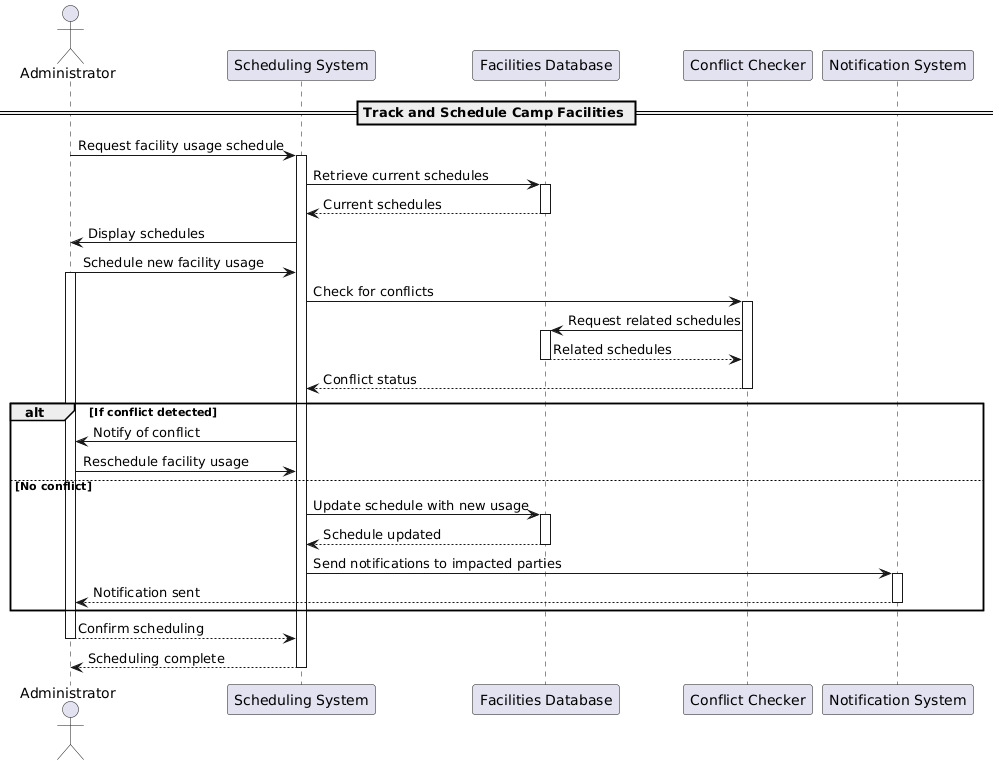 Administrator
Scheduling System
Facilities Database
Conflict Checker
Notification System
Track and Schedule Camp Facilities
Request facility usage schedule
Retrieve current schedules
Current schedules
Display schedules
Schedule new facility usage
Check for conflicts
Request related schedules
Related schedules
Conflict status
alt
[If conflict detected]
Notify of conflict
Reschedule facility usage
[No conflict]
Update schedule with new usage
Schedule updated
Send notifications to impacted parties
Notification sent
Confirm scheduling
Scheduling complete
Administrator
Scheduling System
Facilities Database
Conflict Checker
Notification System